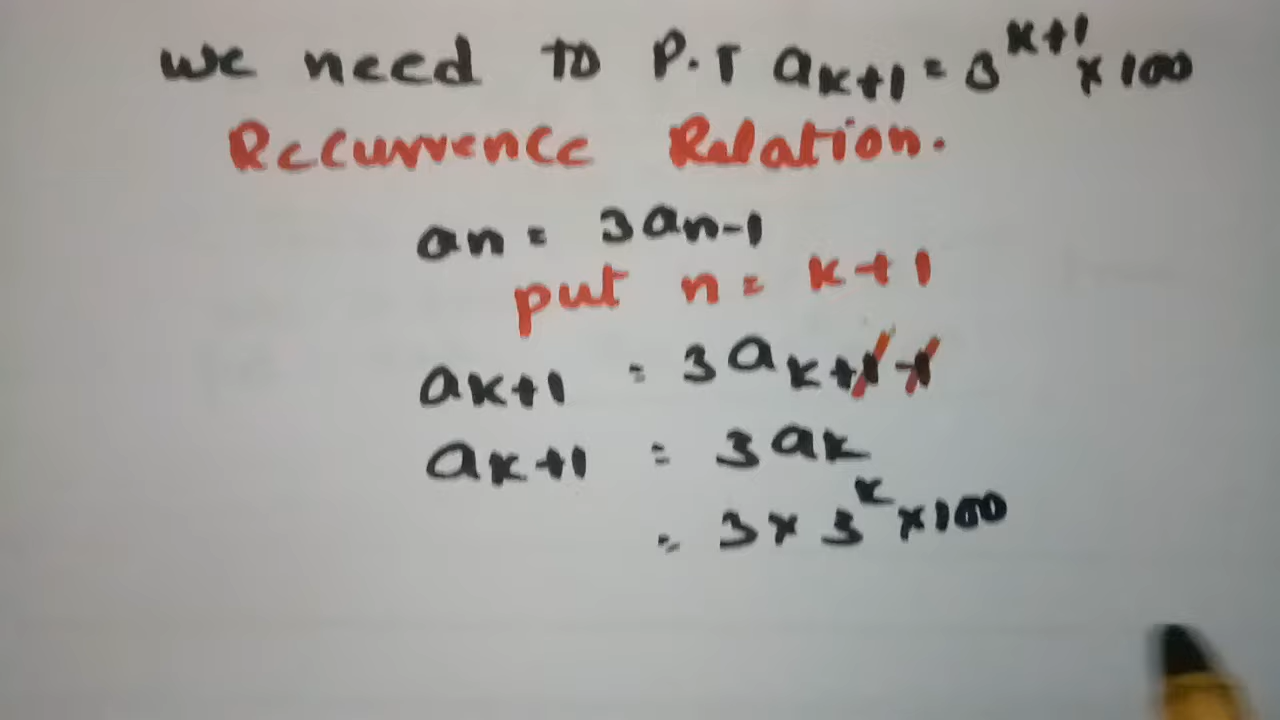 we need to P.T aₖ₊₁ = 3ᵏ⁺¹ × 100
Recurrence Relation.
an = 3an-1
put n = k+1
aₖ₊₁ = 3aₖ₊₁₋₁
aₖ₊₁ = 3aₖ
= 3 × 3ᵏ × 100